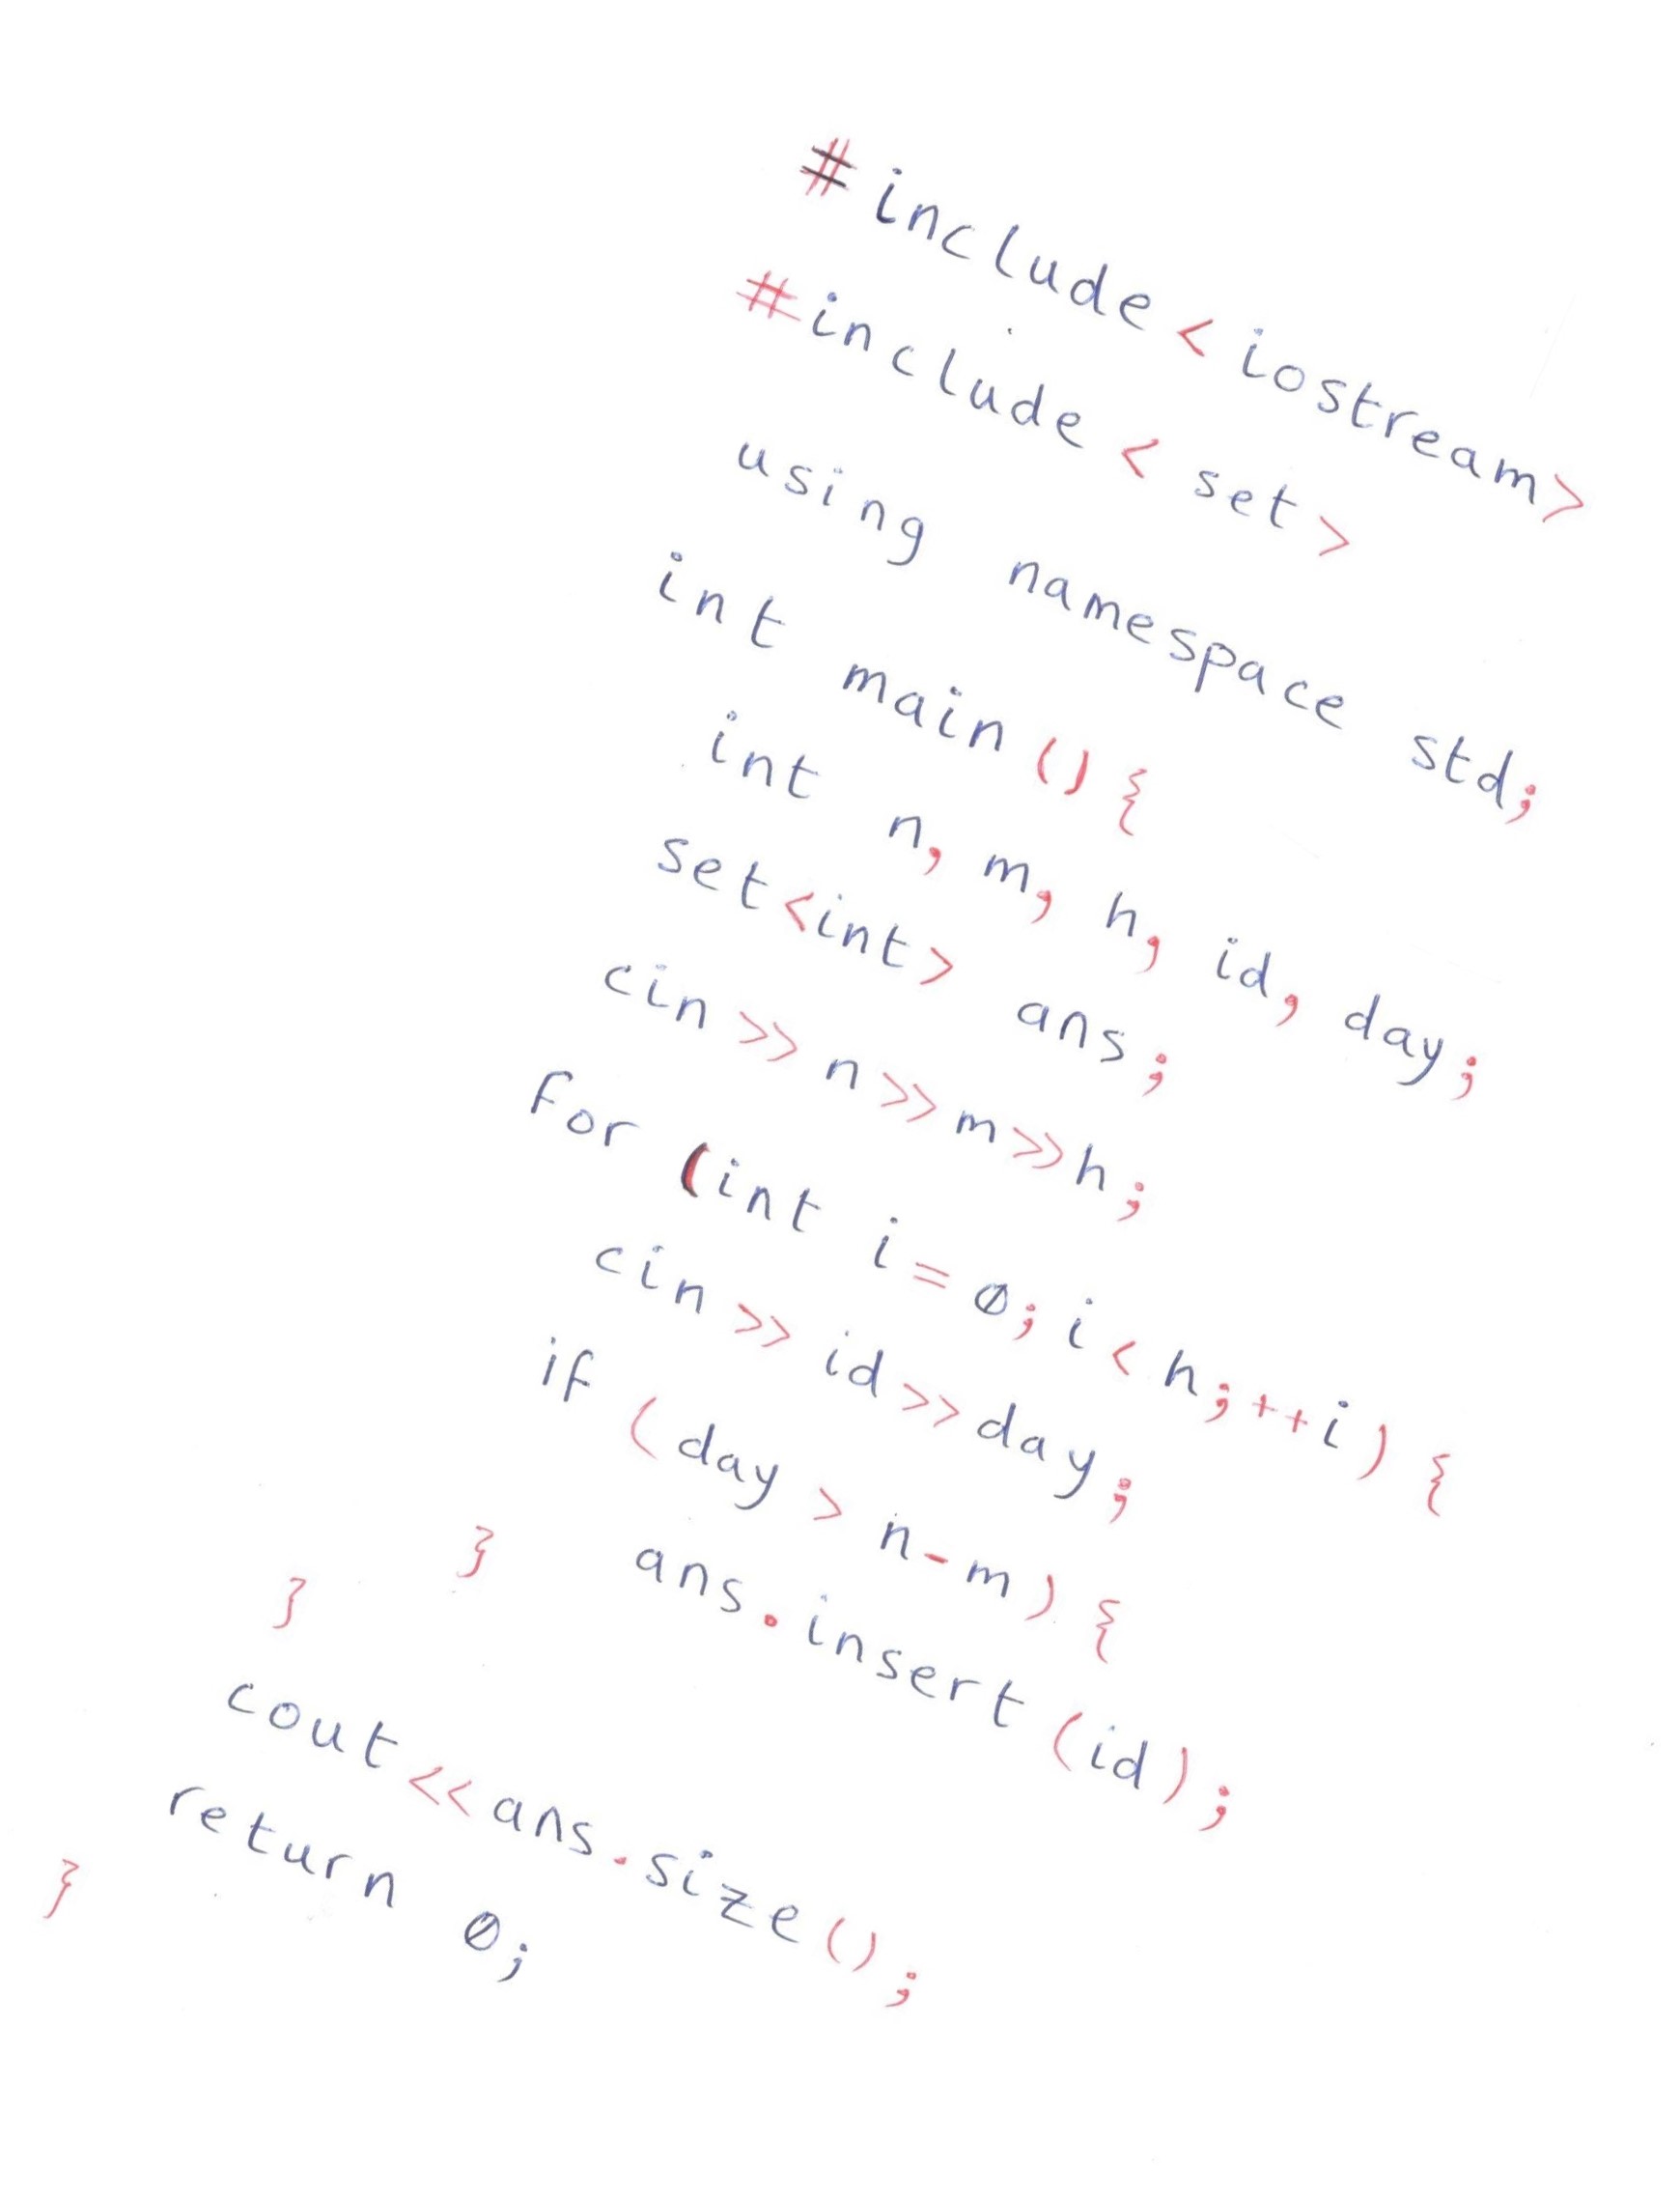 #include<iostream>
#include<set>
using namespace std;
int main(){
int n, m, h, id, day;
set<int> ans;
cin>>n>>m>>h;
for (int i=0; i<h; ++i) {
cin>>id>>day;
if (day > n-m) {
ans.insert(id);
}
}
cout<<ans.size();
return 0;
}